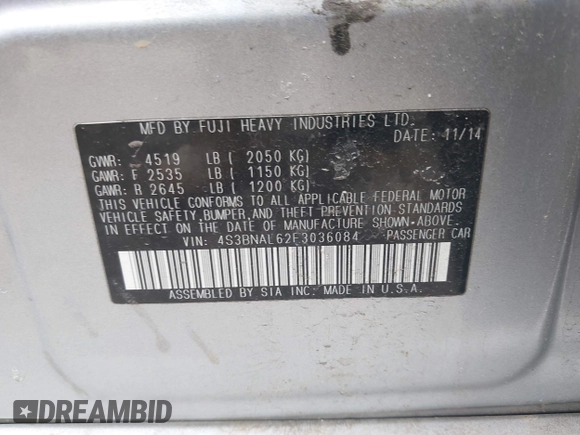 MFD BY FUJI HEAVY INDUSTRIES LTD.
DATE: 11/14
GVWR: 4519 LB ( 2050 KG)
GAWR: F 2535 LB ( 1150 KG)
GAWR: R 2645 LB ( 1200 KG)
THIS VEHICLE CONFORMS TO ALL APPLICABLE FEDERAL MOTOR
VEHICLE SAFETY, BUMPER, AND THEFT PREVENTION STANDARDS
IN EFFECT ON THE DATE OF MANUFACTURE SHOWN ABOVE.
VIN: 4S3BNAL62F3036084 PASSENGER CAR
ASSEMBLED BY SIA INC. MADE IN U.S.A.
DREAMBID